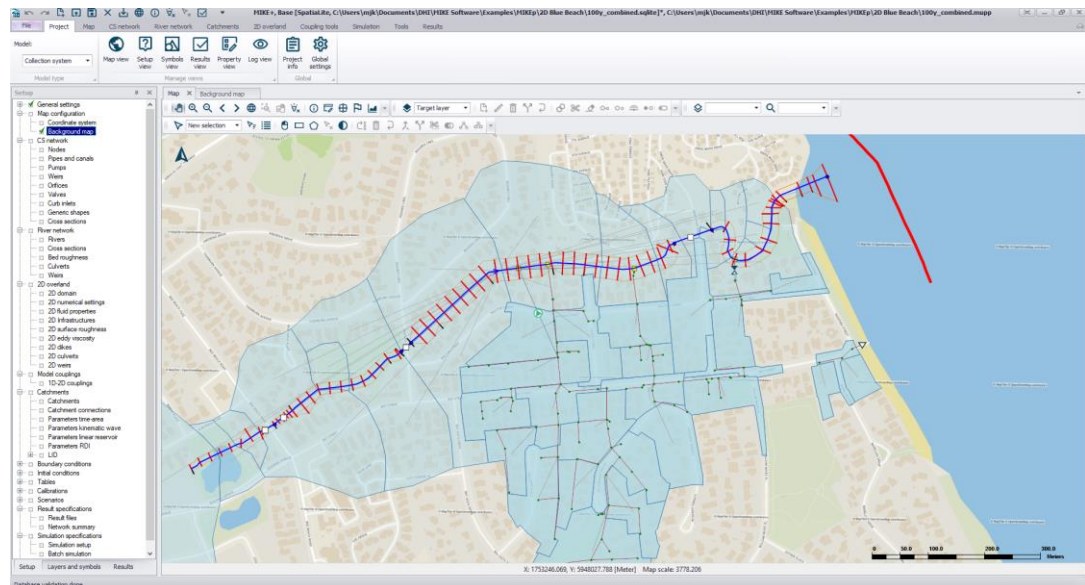 MIKE+, Base [SpatiaLite, C:\Users\mjk\Documents\DHI\MIKE Software\Examples\MIKEp\2D Blue Beach\100y_combined.sqlite]*, C:\Users\mjk\Documents\DHI\MIKE Software\Examples\MIKEp\2D Blue Beach\100y_combined.mupp
File Project Map CS network River network Catchments 2D overland Coupling tools Simulation Tools Results
Model:
Collection system
Map view Setup view Symbols view Results view Property view Log view Project info Global settings
Model type Manage views Global
Setup
Map Background map
General settings
Map configuration
Coordinate system
Background map
CS network
Nodes
Pipes and canals
Pumps
Weirs
Orifices
Valves
Curb inlets
Generic shapes
Cross sections
River network
Rivers
Cross sections
Bed roughness
Culverts
Weirs
2D overland
2D domain
2D numerical settings
2D fluid properties
2D Infrastructures
2D surface roughness
2D eddy viscosity
2D dikes
2D culverts
2D weirs
Model couplings
1D-2D couplings
Catchments
Catchments
Catchment connections
Parameters time-area
Parameters kinematic wave
Parameters linear reservoir
Parameters RDI
LID
Boundary conditions
Initial conditions
Tables
Calibrations
Scenarios
Result specifications
Result files
Network summary
Simulation specifications
Simulation setup
Batch simulation
Setup Layers and symbols Results
Target layer
New selection
0 50.0 100.0 200.0 300.0
Meters
X: 1753246.069, Y: 5948027.788 [Meter] Map scale: 3778.206
Database validation: done